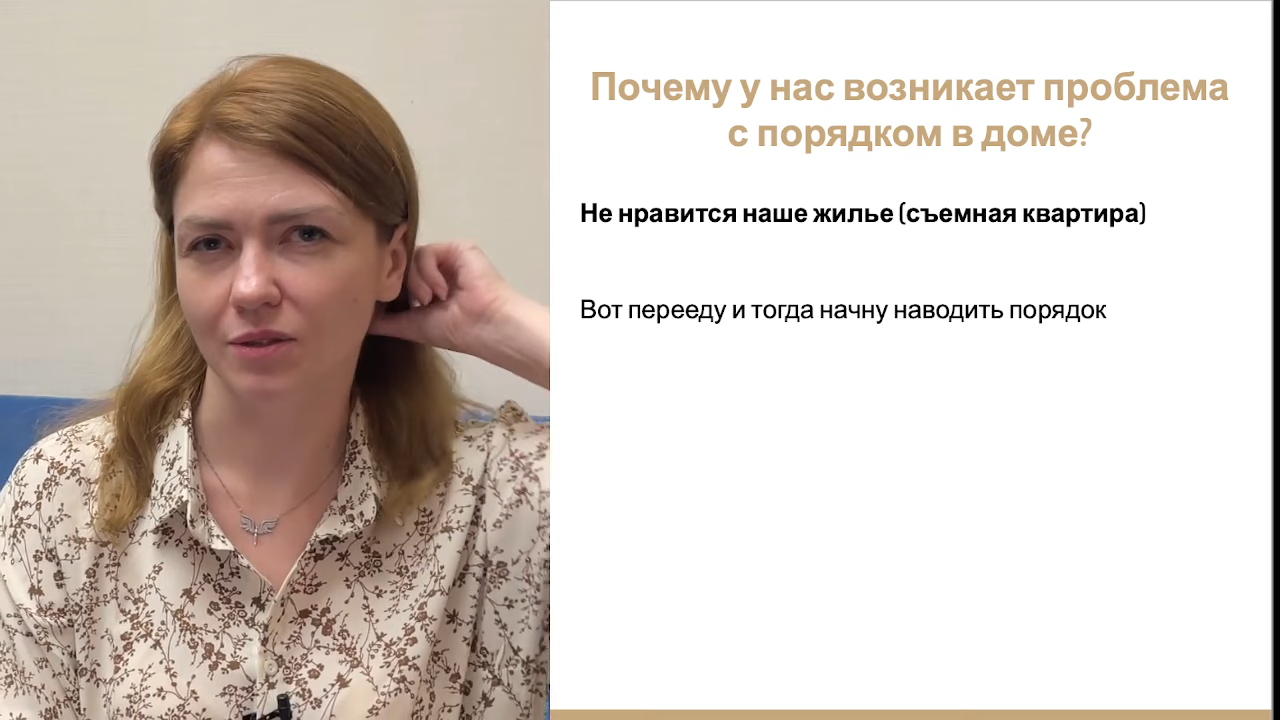 Почему у нас возникает проблема
с порядком в доме?
Не нравится наше жилье (съемная квартира)
Вот перееду и тогда начну наводить порядок